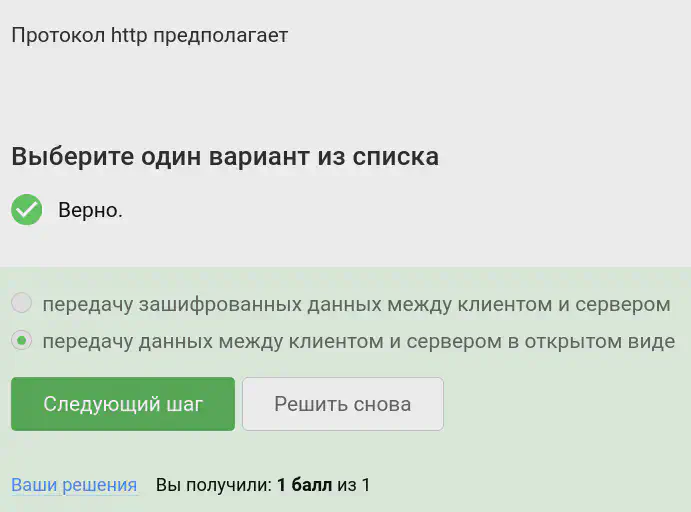 Протокол http предполагает
Выберите один вариант из списка
Верно.
передачу зашифрованных данных между клиентом и сервером
передачу данных между клиентом и сервером в открытом виде
Следующий шаг Решить снова
Ваши решения Вы получили: 1 балл из 1